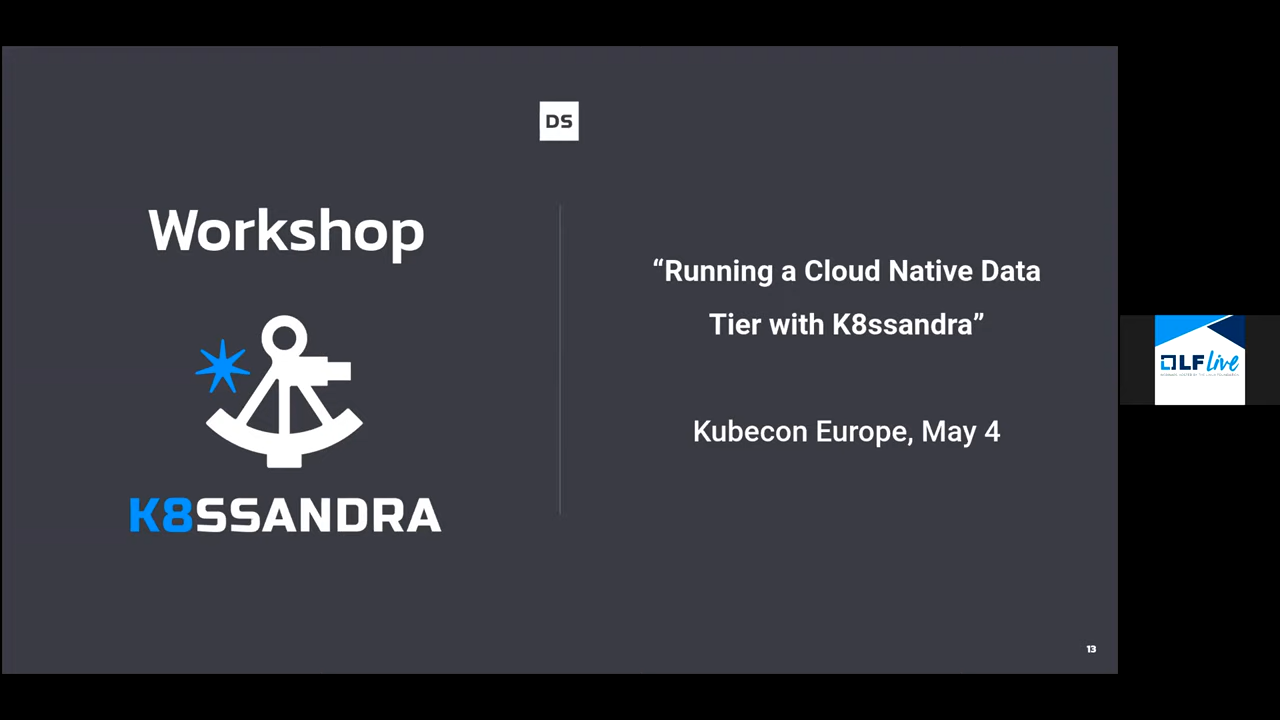 DS
Workshop
K8SSANDRA
“Running a Cloud Native Data
Tier with K8ssandra”
Kubecon Europe, May 4
13
LF Live